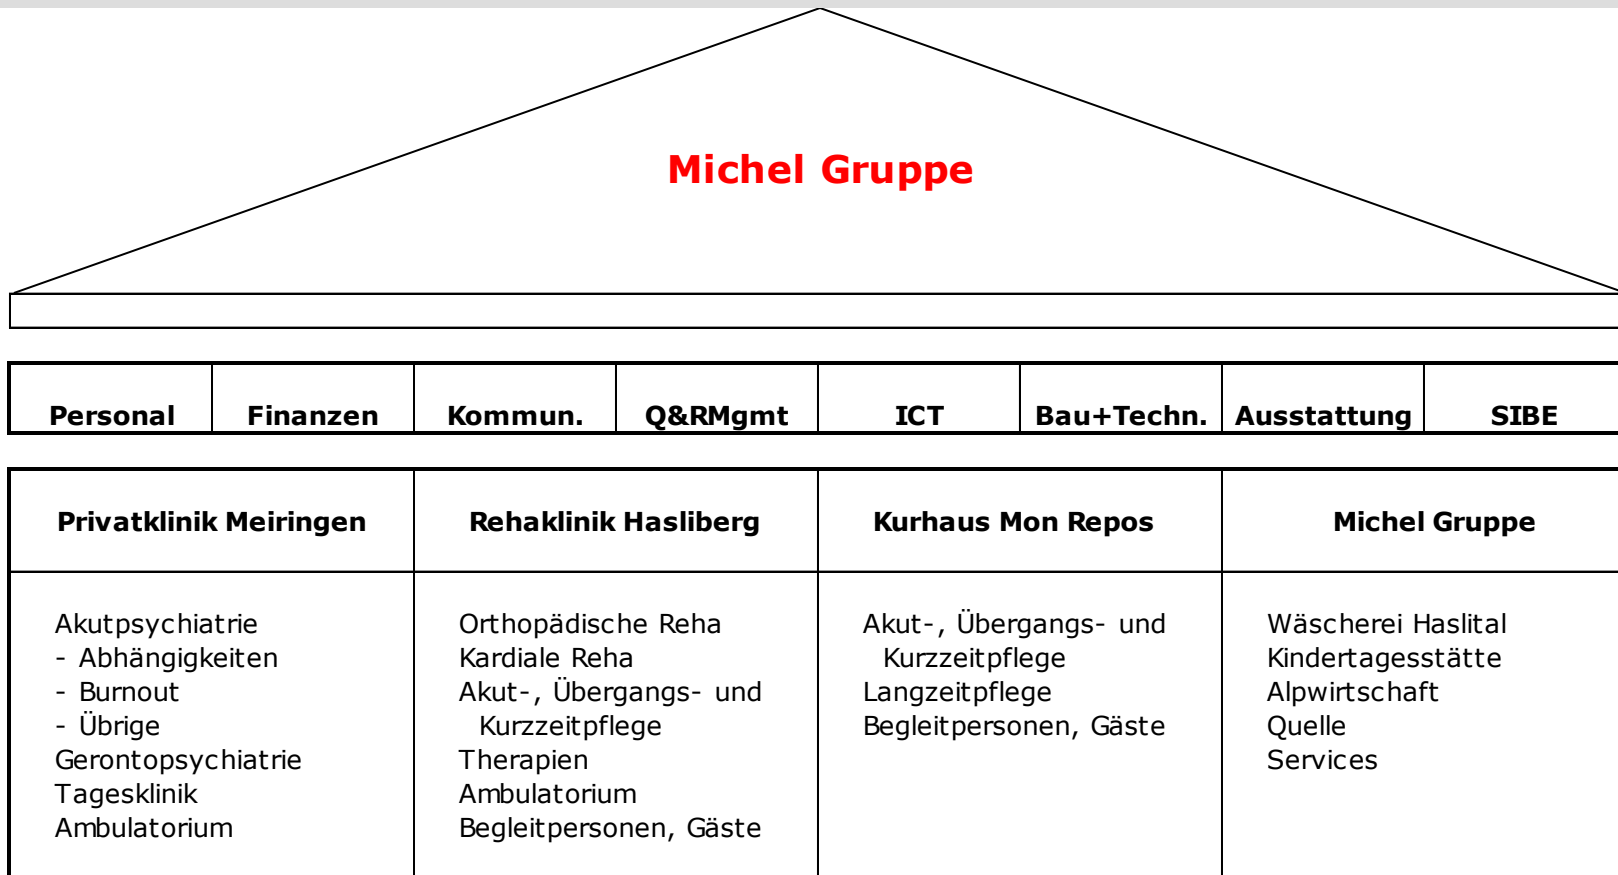 Michel Gruppe
Personal Finanzen Kommun. Q&RMgmt ICT Bau+Techn. Ausstattung SIBE
Privatklinik Meiringen Rehaklinik Hasliberg Kurhaus Mon Repos Michel Gruppe
Akutpsychiatrie
- Abhängigkeiten
- Burnout
- Übrige
Gerontopsychiatrie
Tagesklinik
Ambulatorium
Orthopädische Reha
Kardiale Reha
Akut-, Übergangs- und
Kurzzeitpflege
Therapien
Ambulatorium
Begleitpersonen, Gäste
Akut-, Übergangs- und
Kurzzeitpflege
Langzeitpflege
Begleitpersonen, Gäste
Wäscherei Haslital
Kindertagesstätte
Alpwirtschaft
Quelle
Services